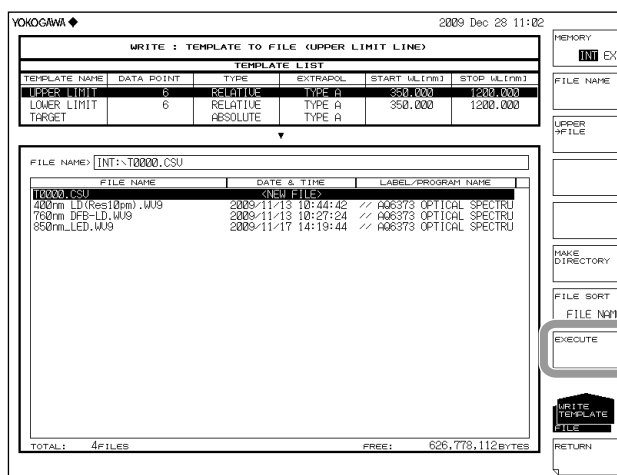 YOKOGAWA ◆ 2009 Dec 28 11:02
WRITE : TEMPLATE TO FILE (UPPER LIMIT LINE)
TEMPLATE LIST
TEMPLATE NAME DATA POINT TYPE EXTRAPOL START WL[nm] STOP WL[nm]
UPPER LIMIT 6 RELATIVE TYPE A 350.000 1200.000
LOWER LIMIT 6 RELATIVE TYPE A 350.000 1200.000
TARGET ABSOLUTE TYPE A
▼
FILE NAME> INT:\T0000.CSV
FILE NAME DATE & TIME LABEL/PROGRAM NAME
T0000.CSV <NEW FILE>
400nm LD(Res10pm).WV9 2009/11/13 10:44:42 // AQ6373 OPTICAL SPECTRU
760nm DFB-LD.WV9 2009/11/13 10:27:24 // AQ6373 OPTICAL SPECTRU
850nm_LED.WV9 2009/11/17 14:19:44 // AQ6373 OPTICAL SPECTRU
TOTAL: 4FILES FREE: 626,778,112BYTES
MEMORY
INT EX
FILE NAME
UPPER
→FILE
MAKE
DIRECTORY
FILE SORT
FILE NAM
EXECUTE
WRITE
TEMPLATE
FILE
RETURN